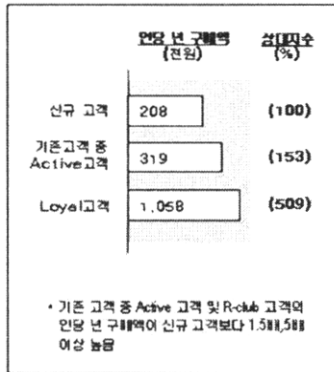 인당 년 구매액 상대지수
(천원) (%)
신규 고객 208 (100)
기존고객 중
Active고객 319 (153)
Loyal고객 1,058 (509)
• 기존 고객 중 Active 고객 및 R-club 고객의
인당 년 구매액이 신규 고객보다 1.5배,5배
이상 높음